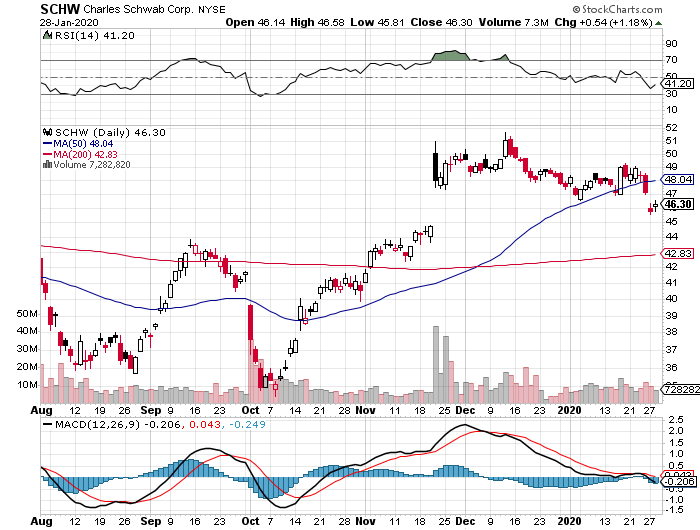 SCHW Charles Schwab Corp. NYSE © StockCharts.com
28-Jan-2020 Open 46.14 High 46.58 Low 45.81 Close 46.30 Volume 7.3M Chg +0.54 (+1.18%)
RSI(14) 41.20
90
70
50
41.20
30
10
SCHW (Daily) 46.30
MA(50) 48.04
MA(200) 42.83
Volume 7,282,820
52
51
50
49
48.04
47
46.30
45
44
42.83
42
41
40
39
38
37
36
35
50M
40M
30M
20M
10M
728282
Aug 12 19 26 Sep 9 16 23 Oct 7 14 21 28 Nov 11 18 25 Dec 9 16 23 2020 13 21 27
MACD(12,26,9) -0.206, 0.043, -0.249
2.5
2.0
1.5
1.0
0.5
-0.206
-0.5
-1.0
-1.5
Aug 12 19 26 Sep 9 16 23 Oct 7 14 21 28 Nov 11 18 25 Dec 9 16 23 2020 13 21 27